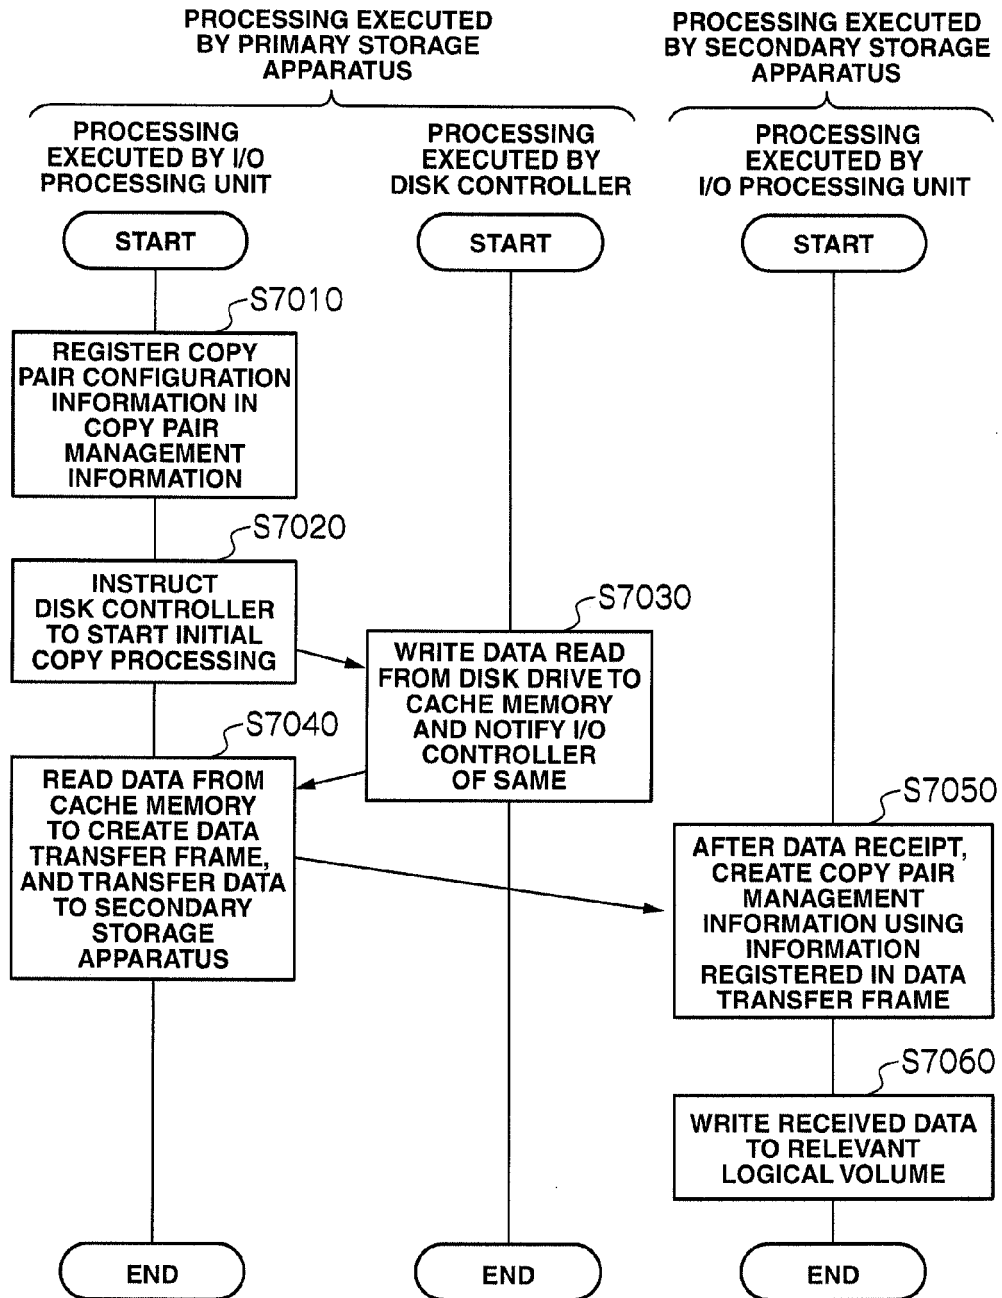 PROCESSING EXECUTED
BY PRIMARY STORAGE
APPARATUS
PROCESSING EXECUTED
BY SECONDARY STORAGE
APPARATUS
PROCESSING
EXECUTED BY I/O
PROCESSING UNIT
PROCESSING
EXECUTED BY
DISK CONTROLLER
PROCESSING
EXECUTED BY
I/O PROCESSING UNIT
START
START
START
S7010
REGISTER COPY
PAIR CONFIGURATION
INFORMATION IN
COPY PAIR
MANAGEMENT
INFORMATION
S7020
INSTRUCT
DISK CONTROLLER
TO START INITIAL
COPY PROCESSING
S7030
WRITE DATA READ
FROM DISK DRIVE TO
CACHE MEMORY
AND NOTIFY I/O
CONTROLLER
OF SAME
S7040
READ DATA FROM
CACHE MEMORY
TO CREATE DATA
TRANSFER FRAME,
AND TRANSFER DATA
TO SECONDARY
STORAGE
APPARATUS
S7050
AFTER DATA RECEIPT,
CREATE COPY PAIR
MANAGEMENT
INFORMATION USING
INFORMATION
REGISTERED IN DATA
TRANSFER FRAME
S7060
WRITE RECEIVED DATA
TO RELEVANT
LOGICAL VOLUME
END
END
END